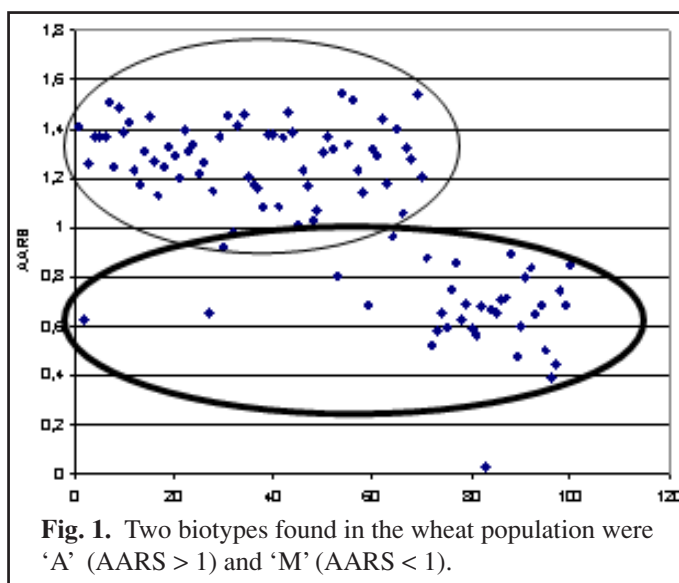 1,8
1,6
1,4
1,2
1
0,8
0,6
0,4
0,2
0
AARB
0 20 40 60 80 100 120
Fig. 1. Two biotypes found in the wheat population were
‘A’ (AARS > 1) and ‘M’ (AARS < 1).